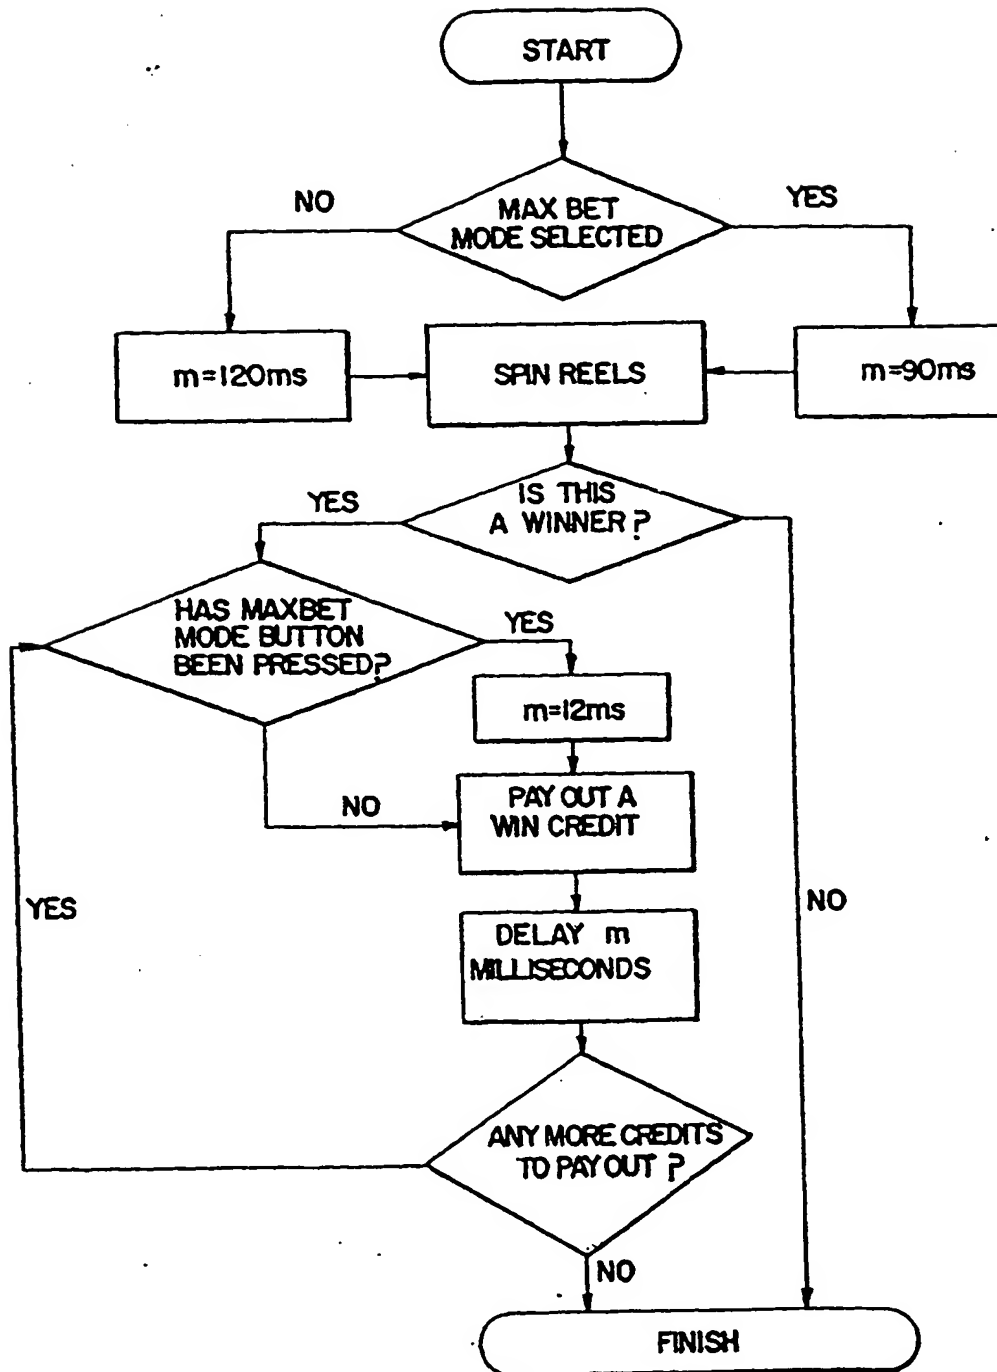 START
NO
YES
MAX BET
MODE SELECTED
m=120ms
SPIN REELS
m=90ms
YES
IS THIS
A WINNER?
HAS MAXBET
MODE BUTTON
BEEN PRESSED?
YES
m=12ms
NO
PAY OUT A
WIN CREDIT
YES
NO
DELAY m
MILLISECONDS
ANY MORE CREDITS
TO PAY OUT ?
NO
FINISH